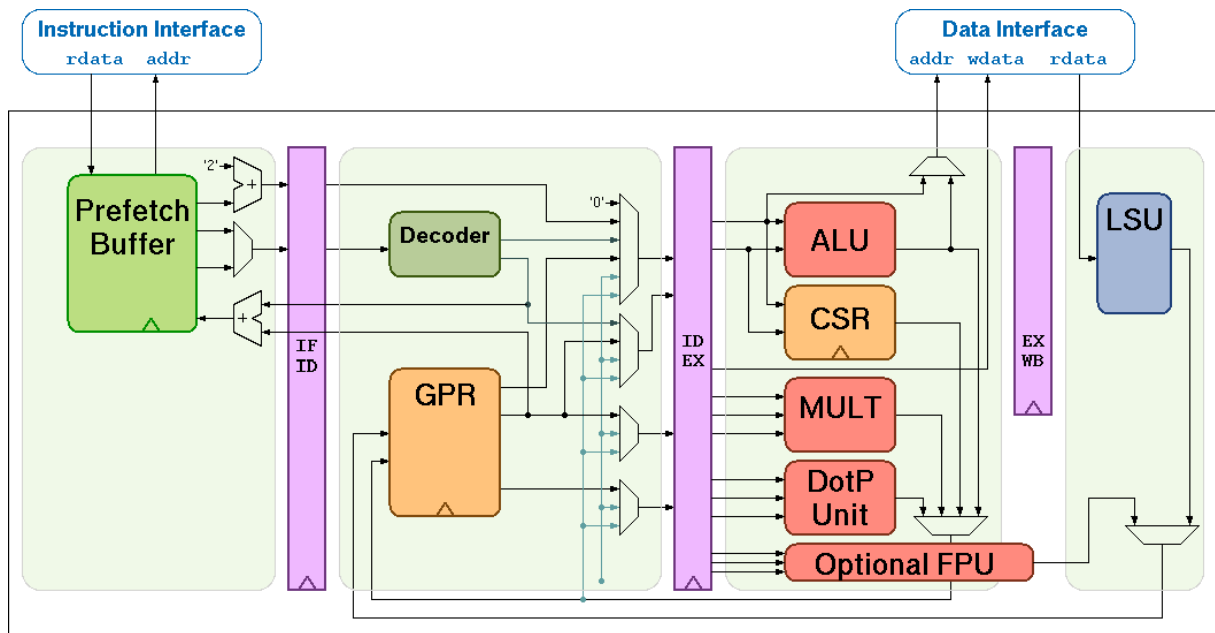 Instruction Interface
rdata addr
Data Interface
addr wdata rdata
'2'
+
Prefetch
Buffer
+
IF
ID
Decoder
GPR
'0'
ID
EX
ALU
CSR
MULT
DotP
Unit
Optional FPU
EX
WB
LSU